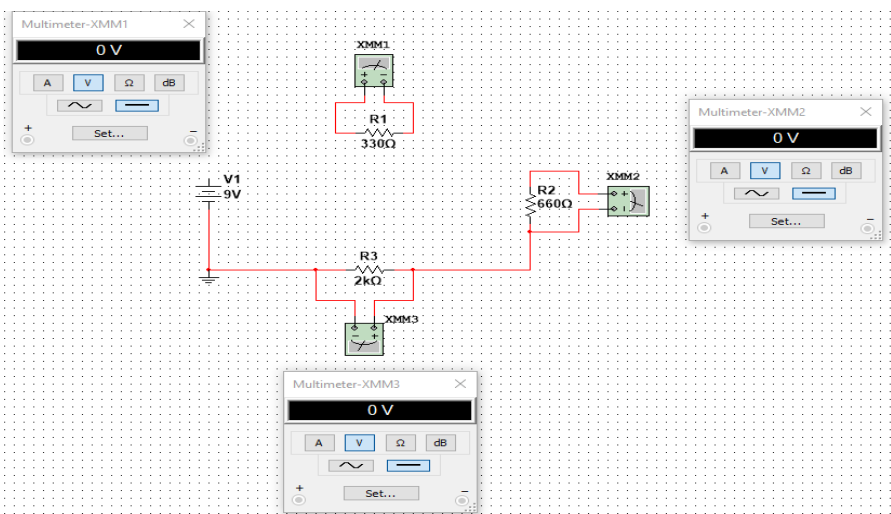 Multimeter-XMM1
0 V
A V Ω dB
+ Set... −
XMM1
+ −
R1
330Ω
Multimeter-XMM2
0 V
A V Ω dB
+ Set... −
V1
9V
XMM2
R2
660Ω
+
−
R3
2kΩ
XMM3
− +
Multimeter-XMM3
0 V
A V Ω dB
+ Set... −